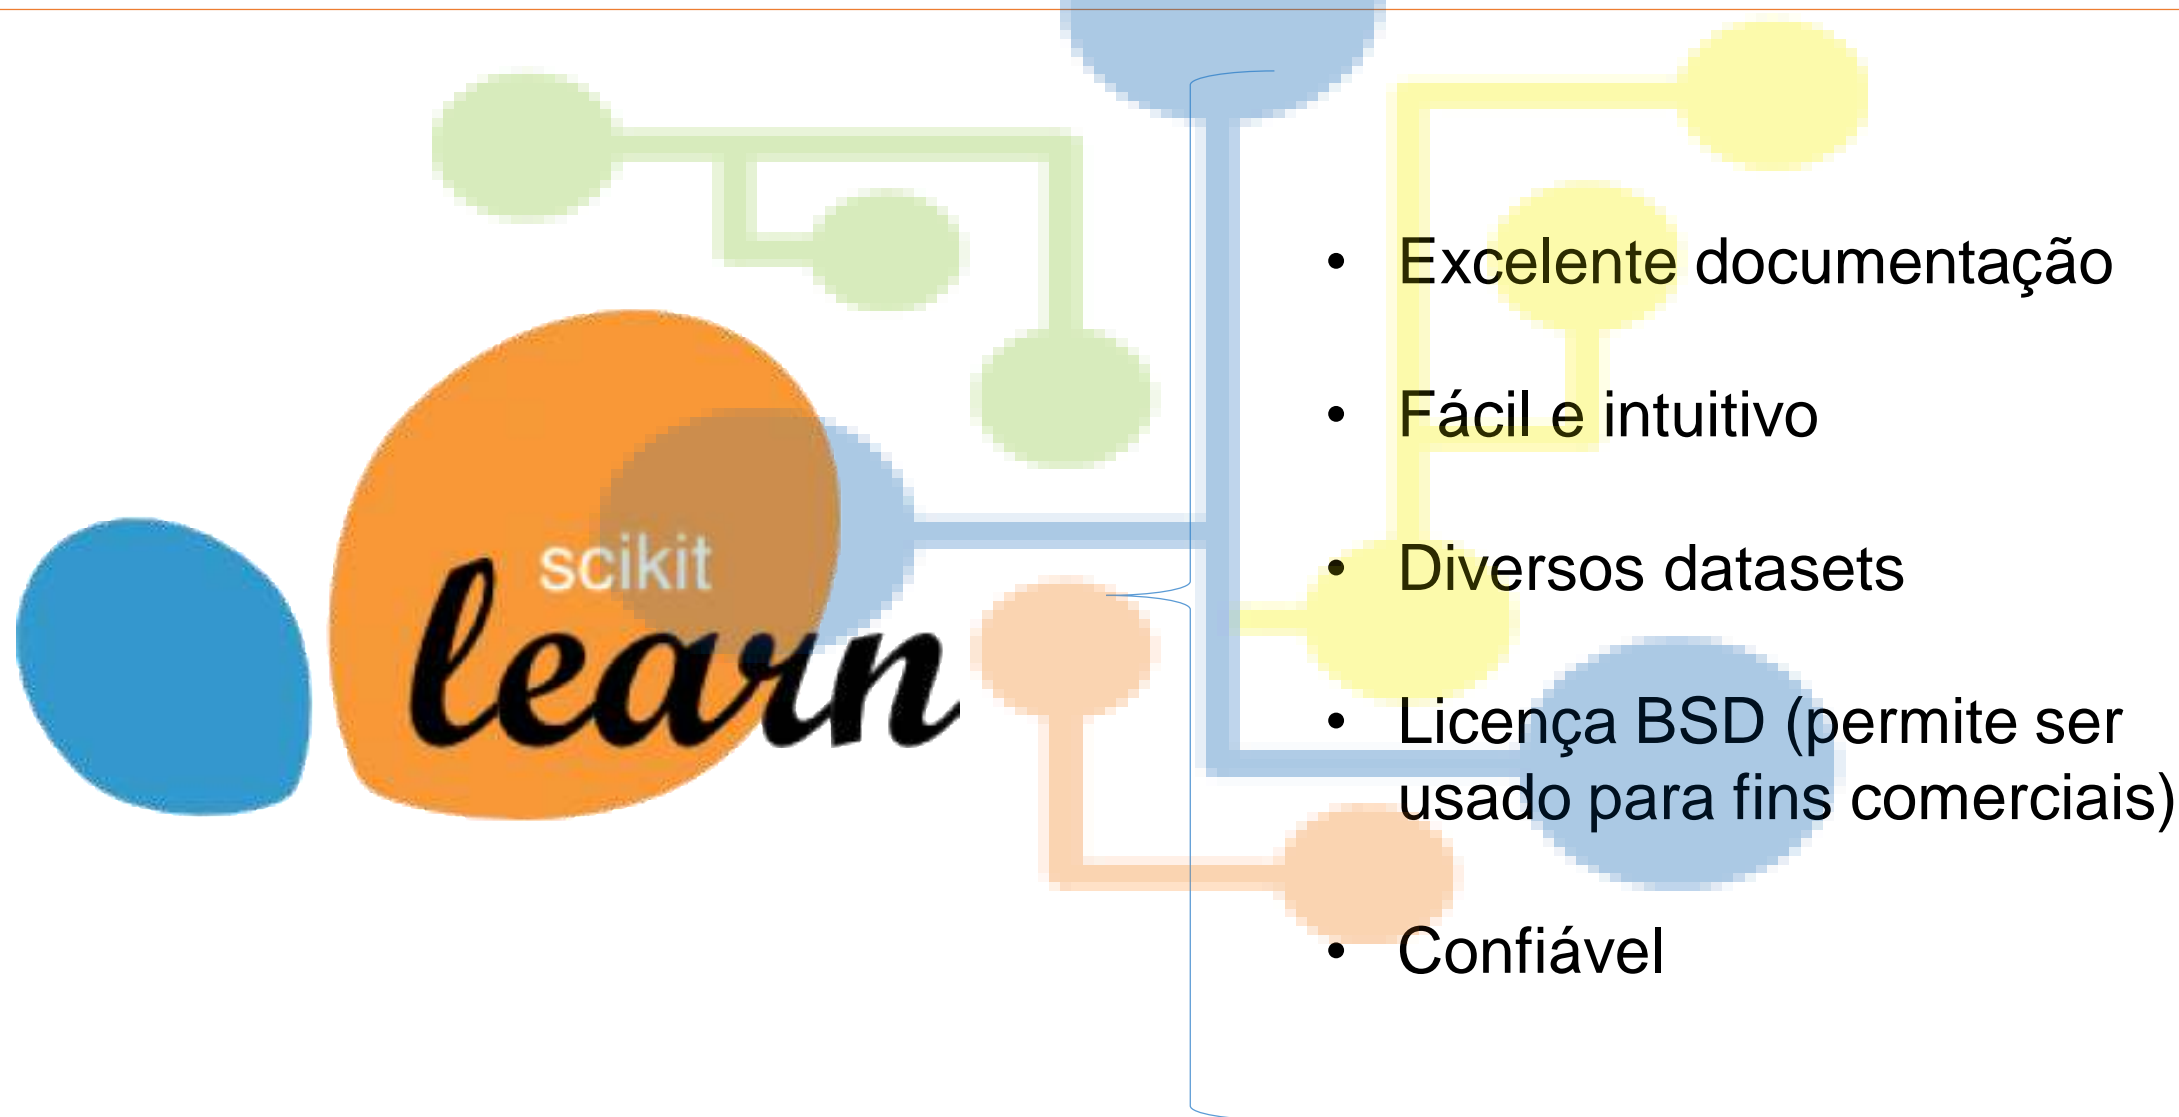 scikit
learn
• Excelente documentação
• Fácil e intuitivo
• Diversos datasets
• Licença BSD (permite ser
usado para fins comerciais)
• Confiável